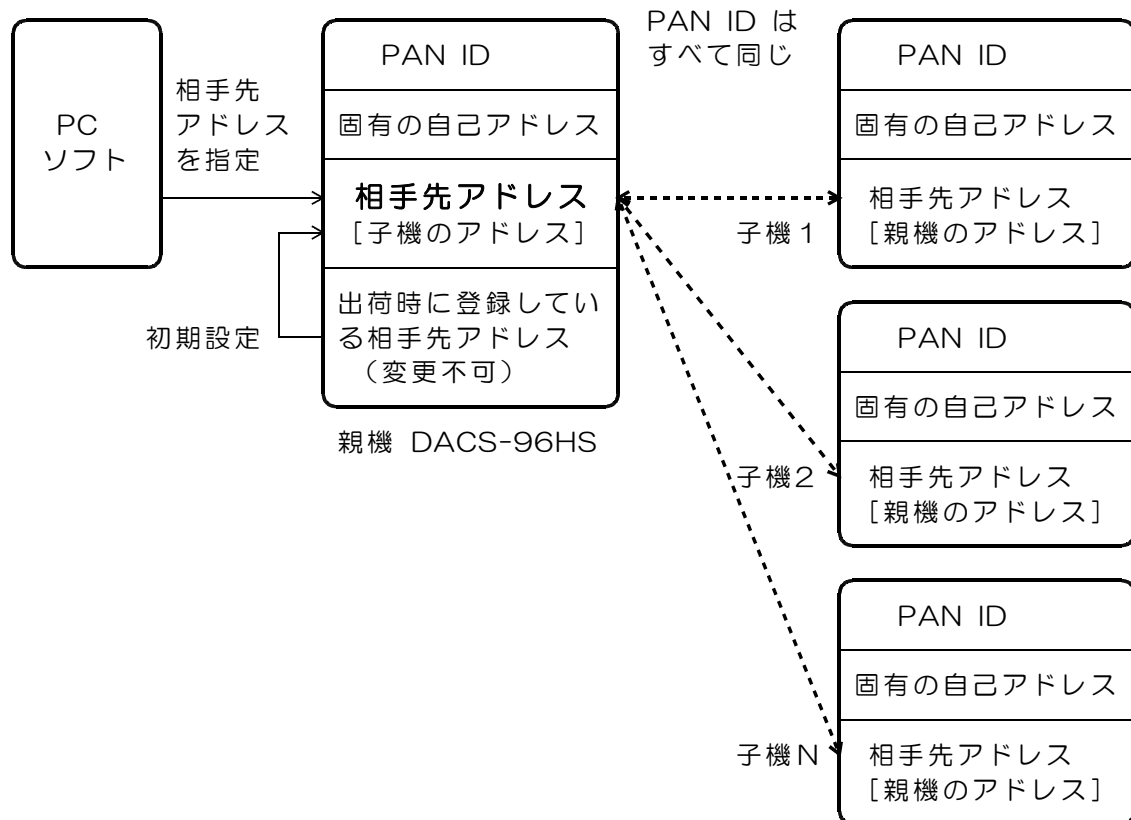 PC
ソフト
相手先
アドレス
を指定
PAN ID
固有の自己アドレス
相手先アドレス
[子機のアドレス]
出荷時に登録してい
る相手先アドレス
（変更不可）
初期設定
親機 DACS-96HS
PAN ID は
すべて同じ
子機１
PAN ID
固有の自己アドレス
相手先アドレス
[親機のアドレス]
子機２
PAN ID
固有の自己アドレス
相手先アドレス
[親機のアドレス]
子機Ｎ
PAN ID
固有の自己アドレス
相手先アドレス
[親機のアドレス]